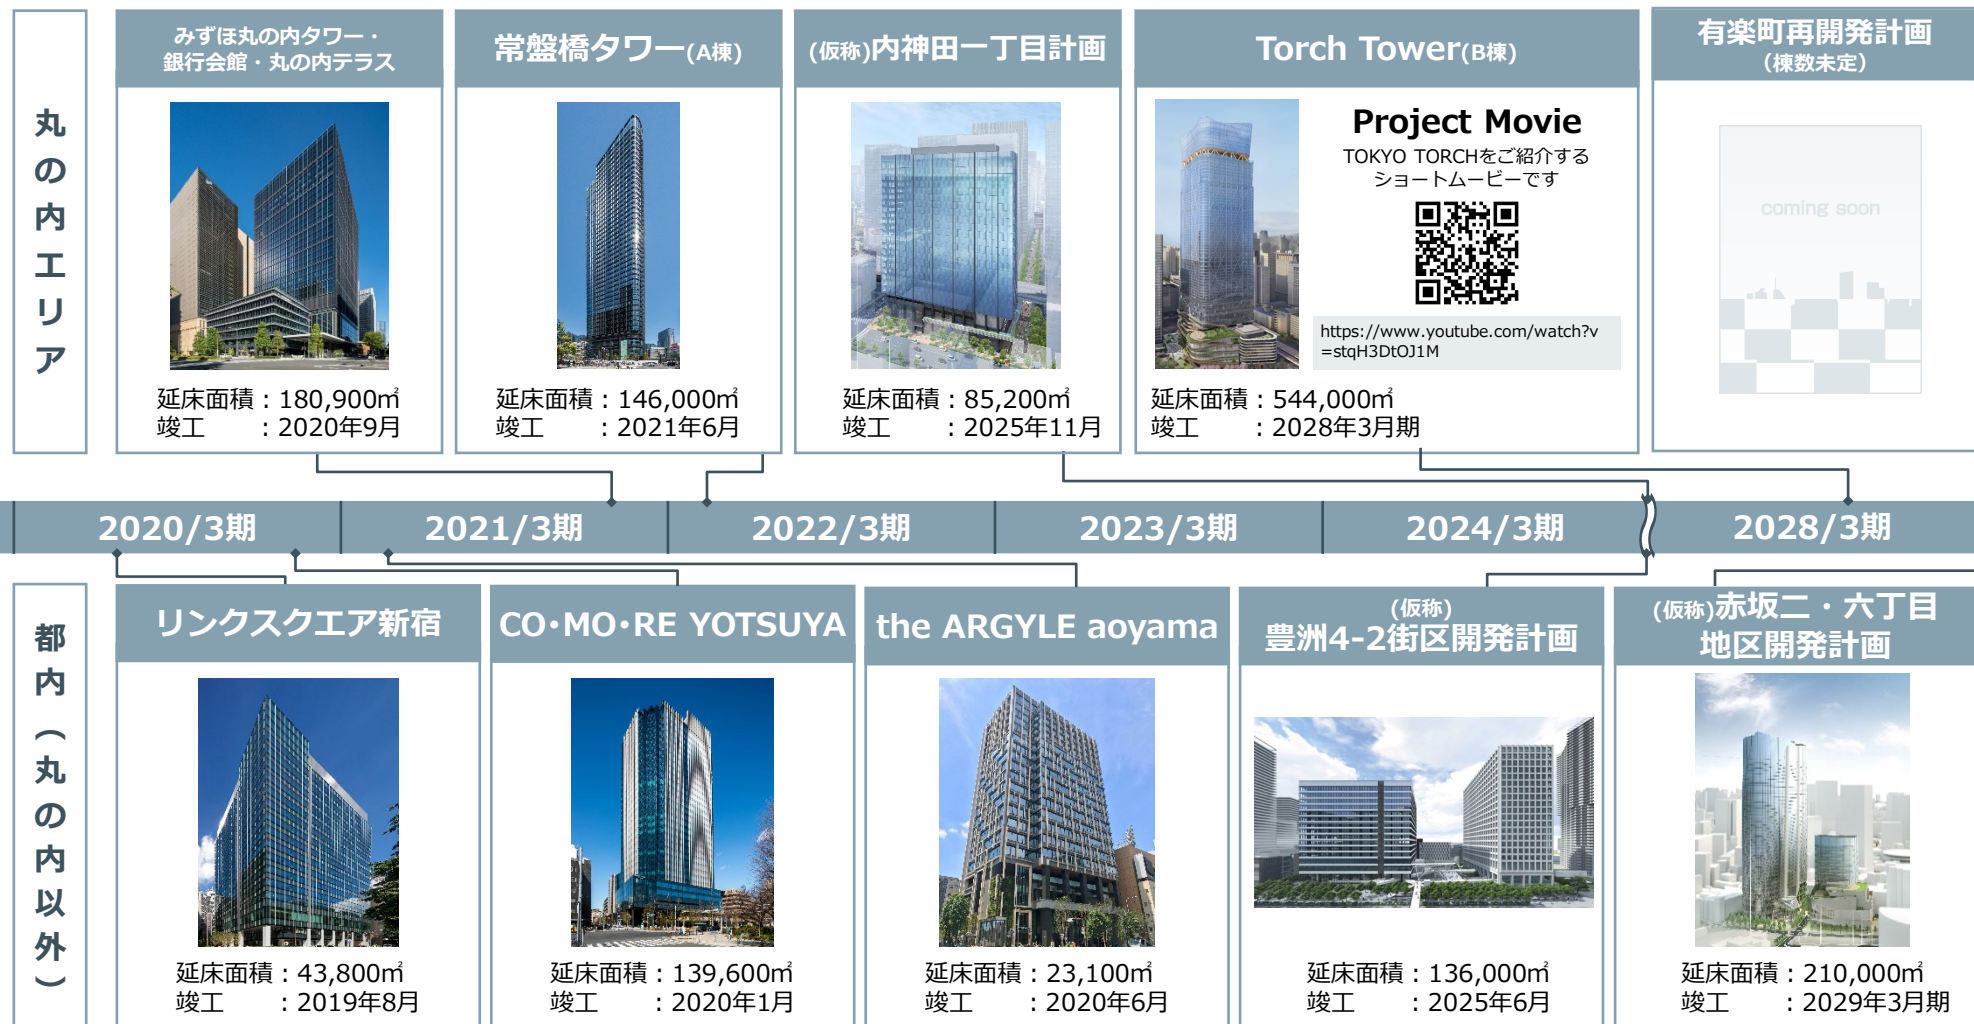 丸の内エリア
みずほ丸の内タワー・
銀行会館・丸の内テラス
延床面積：180,900㎡
竣工　　：2020年9月
常盤橋タワー(A棟)
延床面積：146,000㎡
竣工　　：2021年6月
(仮称)内神田一丁目計画
延床面積：85,200㎡
竣工　　：2025年11月
Torch Tower(B棟)
Project Movie
TOKYO TORCHをご紹介する
ショートムービーです
https://www.youtube.com/watch?v
=stqH3DtOJ1M
延床面積：544,000㎡
竣工　　：2028年3月期
有楽町再開発計画
（棟数未定）
coming soon
2020/3期
2021/3期
2022/3期
2023/3期
2024/3期
2028/3期
都内（丸の内以外）
リンクスクエア新宿
延床面積：43,800㎡
竣工　　：2019年8月
CO・MO・RE YOTSUYA
延床面積：139,600㎡
竣工　　：2020年1月
the ARGYLE aoyama
延床面積：23,100㎡
竣工　　：2020年6月
(仮称)
豊洲4-2街区開発計画
延床面積：136,000㎡
竣工　　：2025年6月
(仮称)赤坂二・六丁目
地区開発計画
延床面積：210,000㎡
竣工　　：2029年3月期